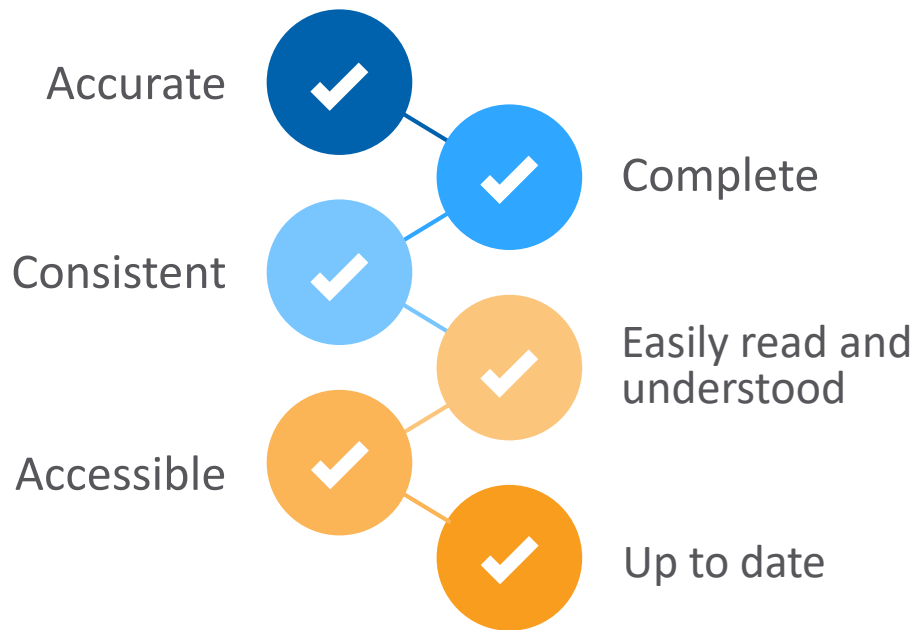 Accurate
Complete
Consistent
Easily read and
understood
Accessible
Up to date